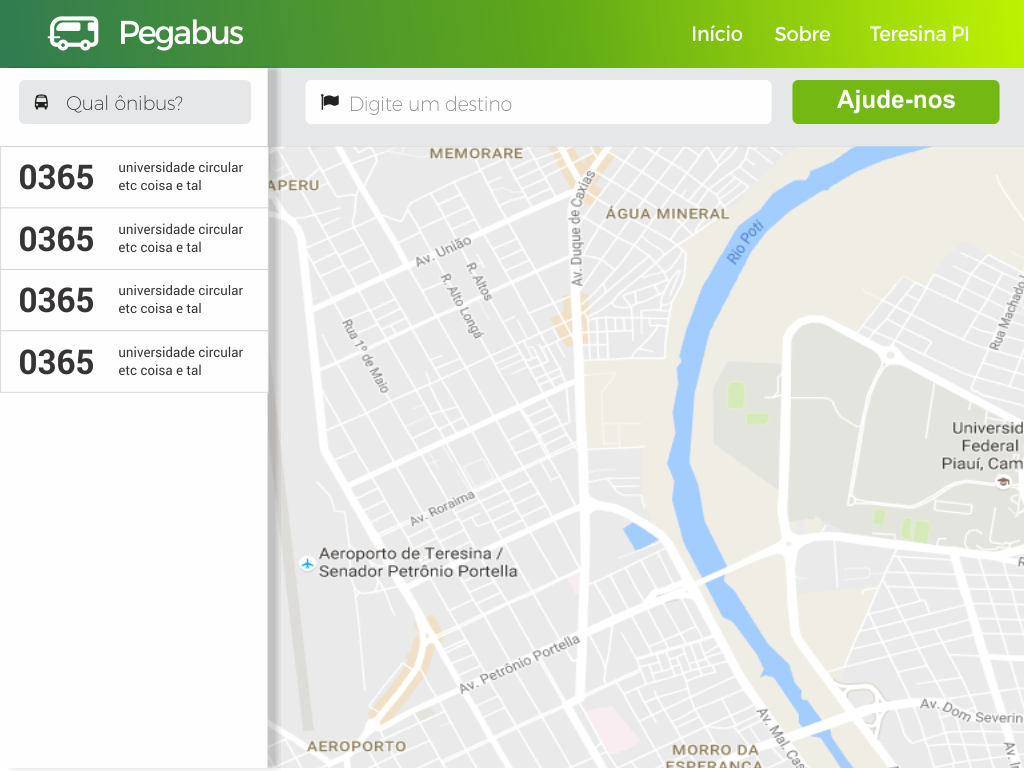 Pegabus
Início
Sobre
Teresina PI
Qual ônibus?
Digite um destino
Ajude-nos
0365
universidade circular
etc coisa e tal
0365
universidade circular
etc coisa e tal
0365
universidade circular
etc coisa e tal
0365
universidade circular
etc coisa e tal
MEMORARE
APERU
ÁGUA MINERAL
Av. Duque de Caxias
Rio Poti
Av. União
R. Altos
R. Alto Longá
Rua 1º de Maio
Rua Machado
Universid
Federal
Piauí, Cam
Av. Roraima
Aeroporto de Teresina /
Senador Petrônio Portella
Av. Petrônio Portella
Av. Mal. Cas
Av. Dom Severin
AEROPORTO
MORRO DA
ESPERANÇA